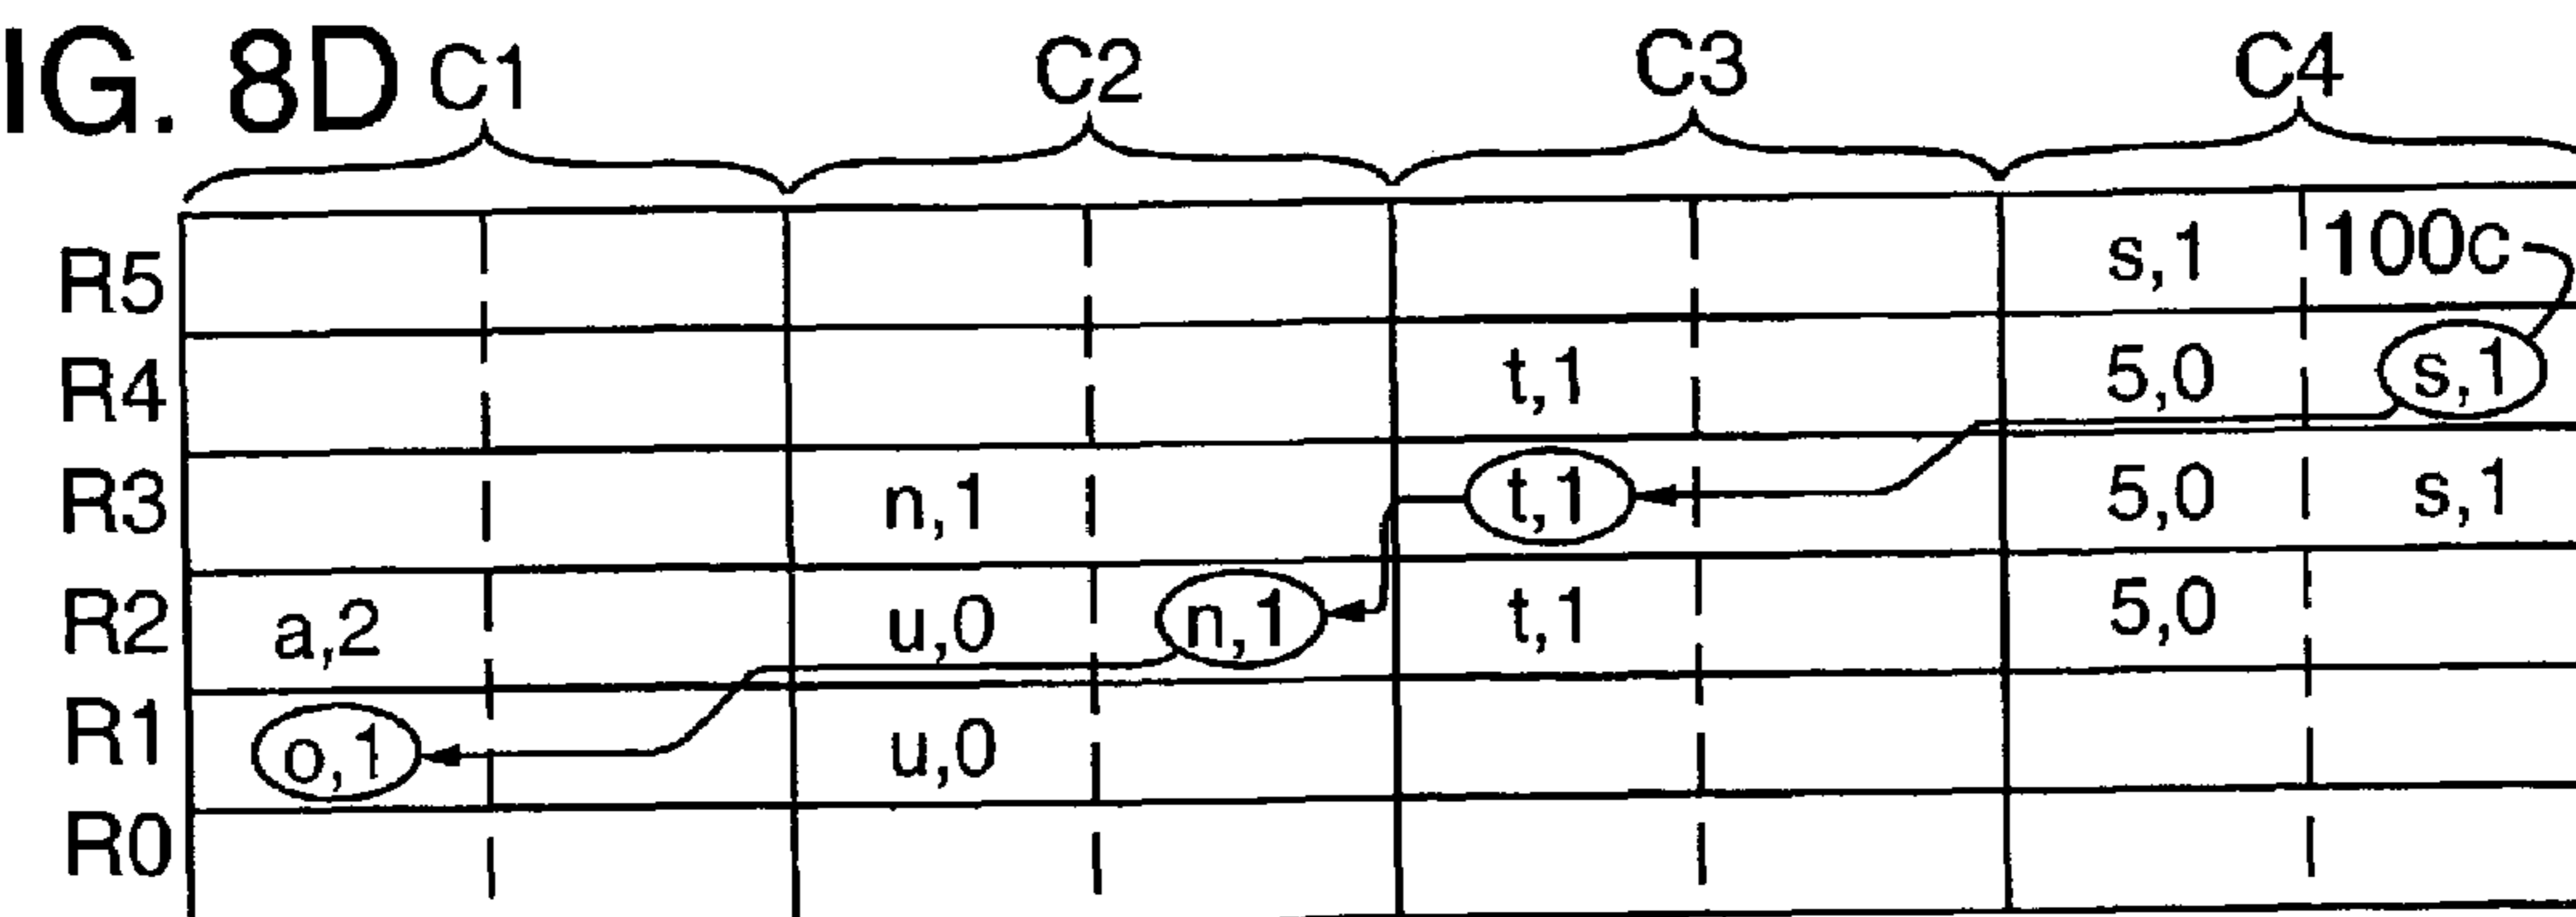 IG. 8D C1 C2 C3 C4
R5 s,1 100c
R4 t,1 5,0 s,1
R3 n,1 t,1 5,0 s,1
R2 a,2 u,0 n,1 t,1 5,0
R1 o,1 u,0
R0